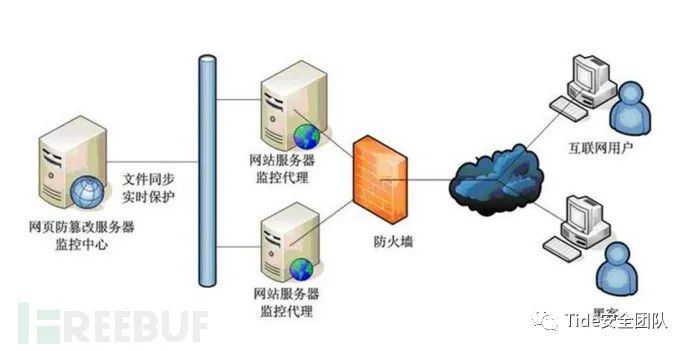 网页防篡改服务器
监控中心
文件同步
实时保护
网站服务器
监控代理
网站服务器
监控代理
防火墙
互联网用户
黑客
REEBUF
Tide安全团队